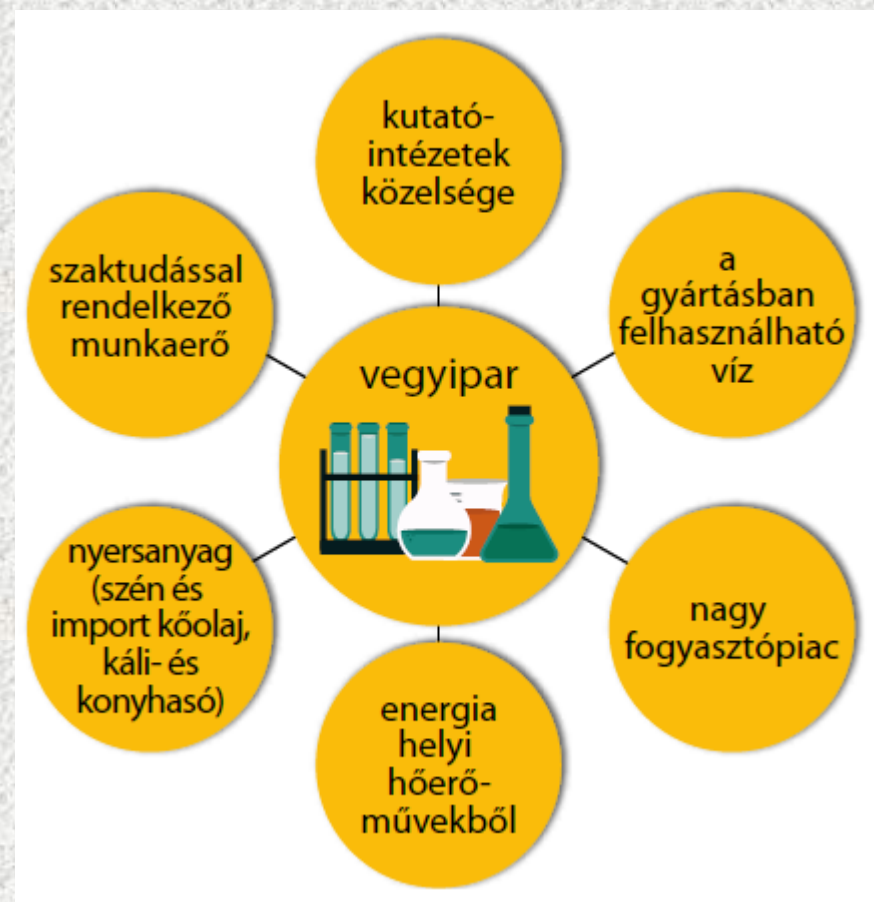 kutató-
intézetek
közelsége
szaktudással
rendelkező
munkaerő
a
gyártásban
felhasználható
víz
vegyipar
nyersanyag
(szén és
import kőolaj,
káli- és
konyhasó)
nagy
fogyasztópiac
energia
helyi
hőerő-
művekből